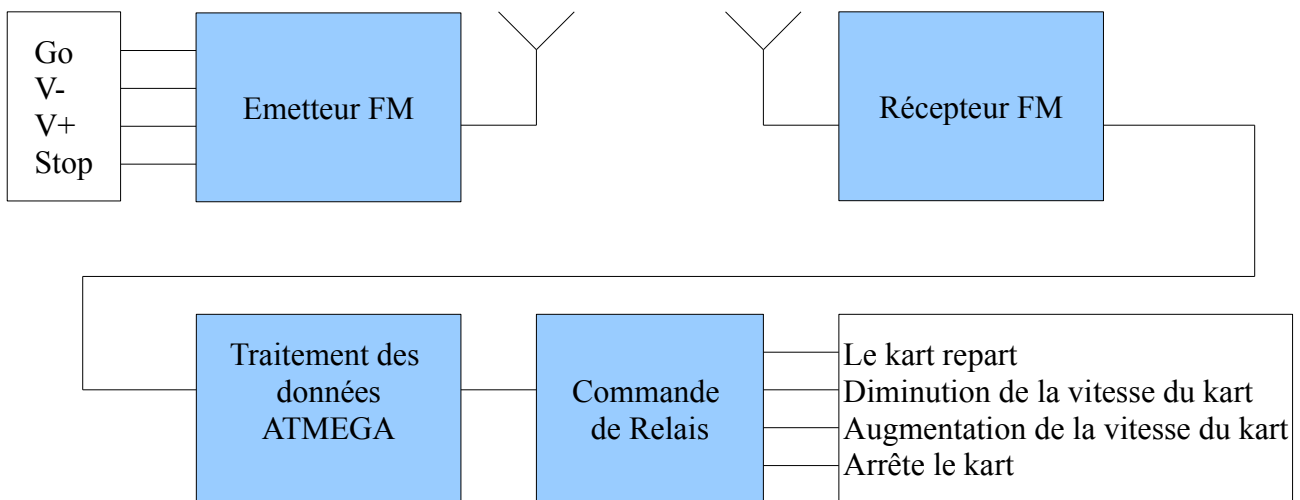 Go
V-
V+
Stop
Emetteur FM
Récepteur FM
Traitement des
données
ATMEGA
Commande
de Relais
Le kart repart
Diminution de la vitesse du kart
Augmentation de la vitesse du kart
Arrête le kart